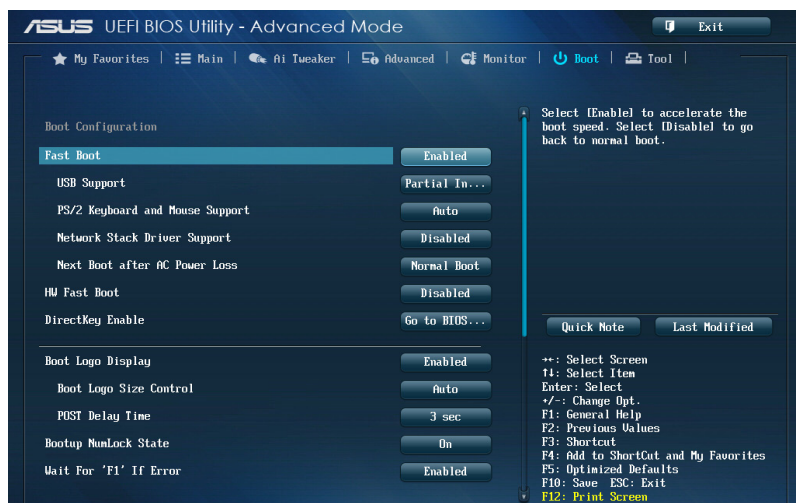 ASUS UEFI BIOS Utility - Advanced Mode
Exit
My Favorites | Main | Ai Tweaker | Advanced | Monitor | Boot | Tool |
Boot Configuration
Fast Boot Enabled
USB Support Partial In...
PS/2 Keyboard and Mouse Support Auto
Network Stack Driver Support Disabled
Next Boot after AC Power Loss Normal Boot
HW Fast Boot Disabled
DirectKey Enable Go to BIOS...
Boot Logo Display Enabled
Boot Logo Size Control Auto
POST Delay Time 3 sec
Bootup NumLock State On
Wait For 'F1' If Error Enabled
Select [Enable] to accelerate the
boot speed. Select [Disable] to go
back to normal boot.
Quick Note Last Modified
→←: Select Screen
↑↓: Select Item
Enter: Select
+/-: Change Opt.
F1: General Help
F2: Previous Values
F3: Shortcut
F4: Add to ShortCut and My Favorites
F5: Optimized Defaults
F10: Save ESC: Exit
F12: Print Screen